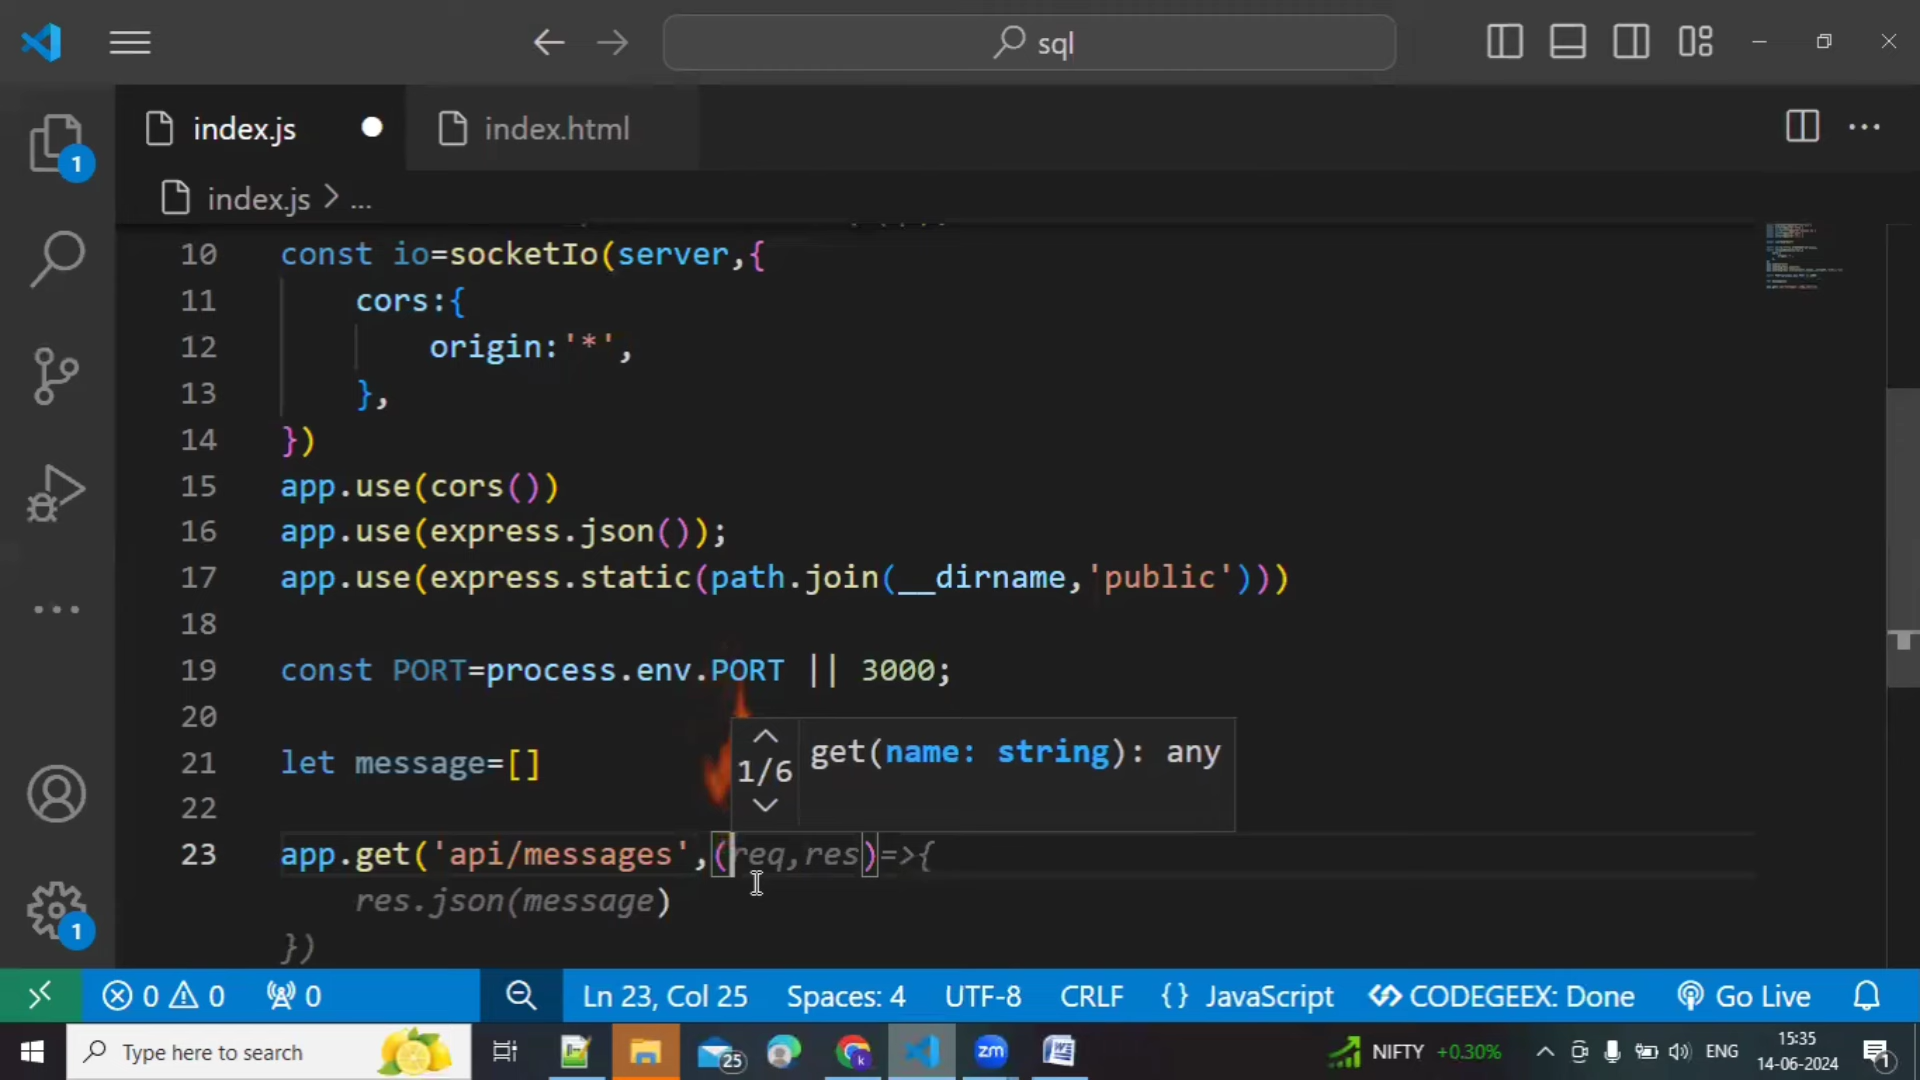 sql
index.js
index.html
1
index.js > ...
10 const io=socketIo(server,{
11 cors:{
12 origin:'*',
13 },
14 })
15 app.use(cors())
16 app.use(express.json());
17 app.use(express.static(path.join(__dirname,'public')))
18
19 const PORT=process.env.PORT || 3000;
20
1/6 get(name: string): any
21 let message=[]
22
23 app.get('api/messages',(req,res)=>{
res.json(message)
})
1
0 0 0 Ln 23, Col 25 Spaces: 4 UTF-8 CRLF {} JavaScript CODEGEEX: Done Go Live
Type here to search 25 k zm NIFTY +0.30% ENG 15:35
14-06-2024 1